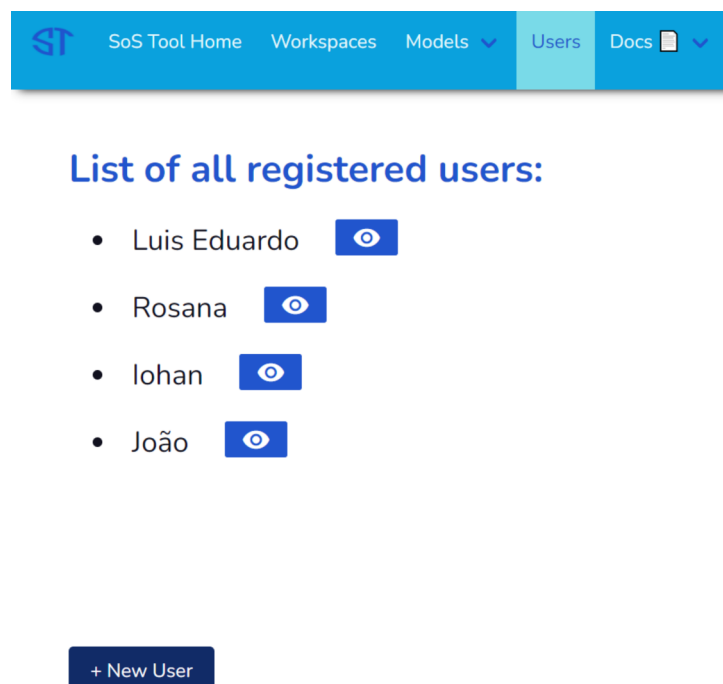 ST SoS Tool Home Workspaces Models Users Docs
List of all registered users:
Luis Eduardo
Rosana
Iohan
João
+ New User